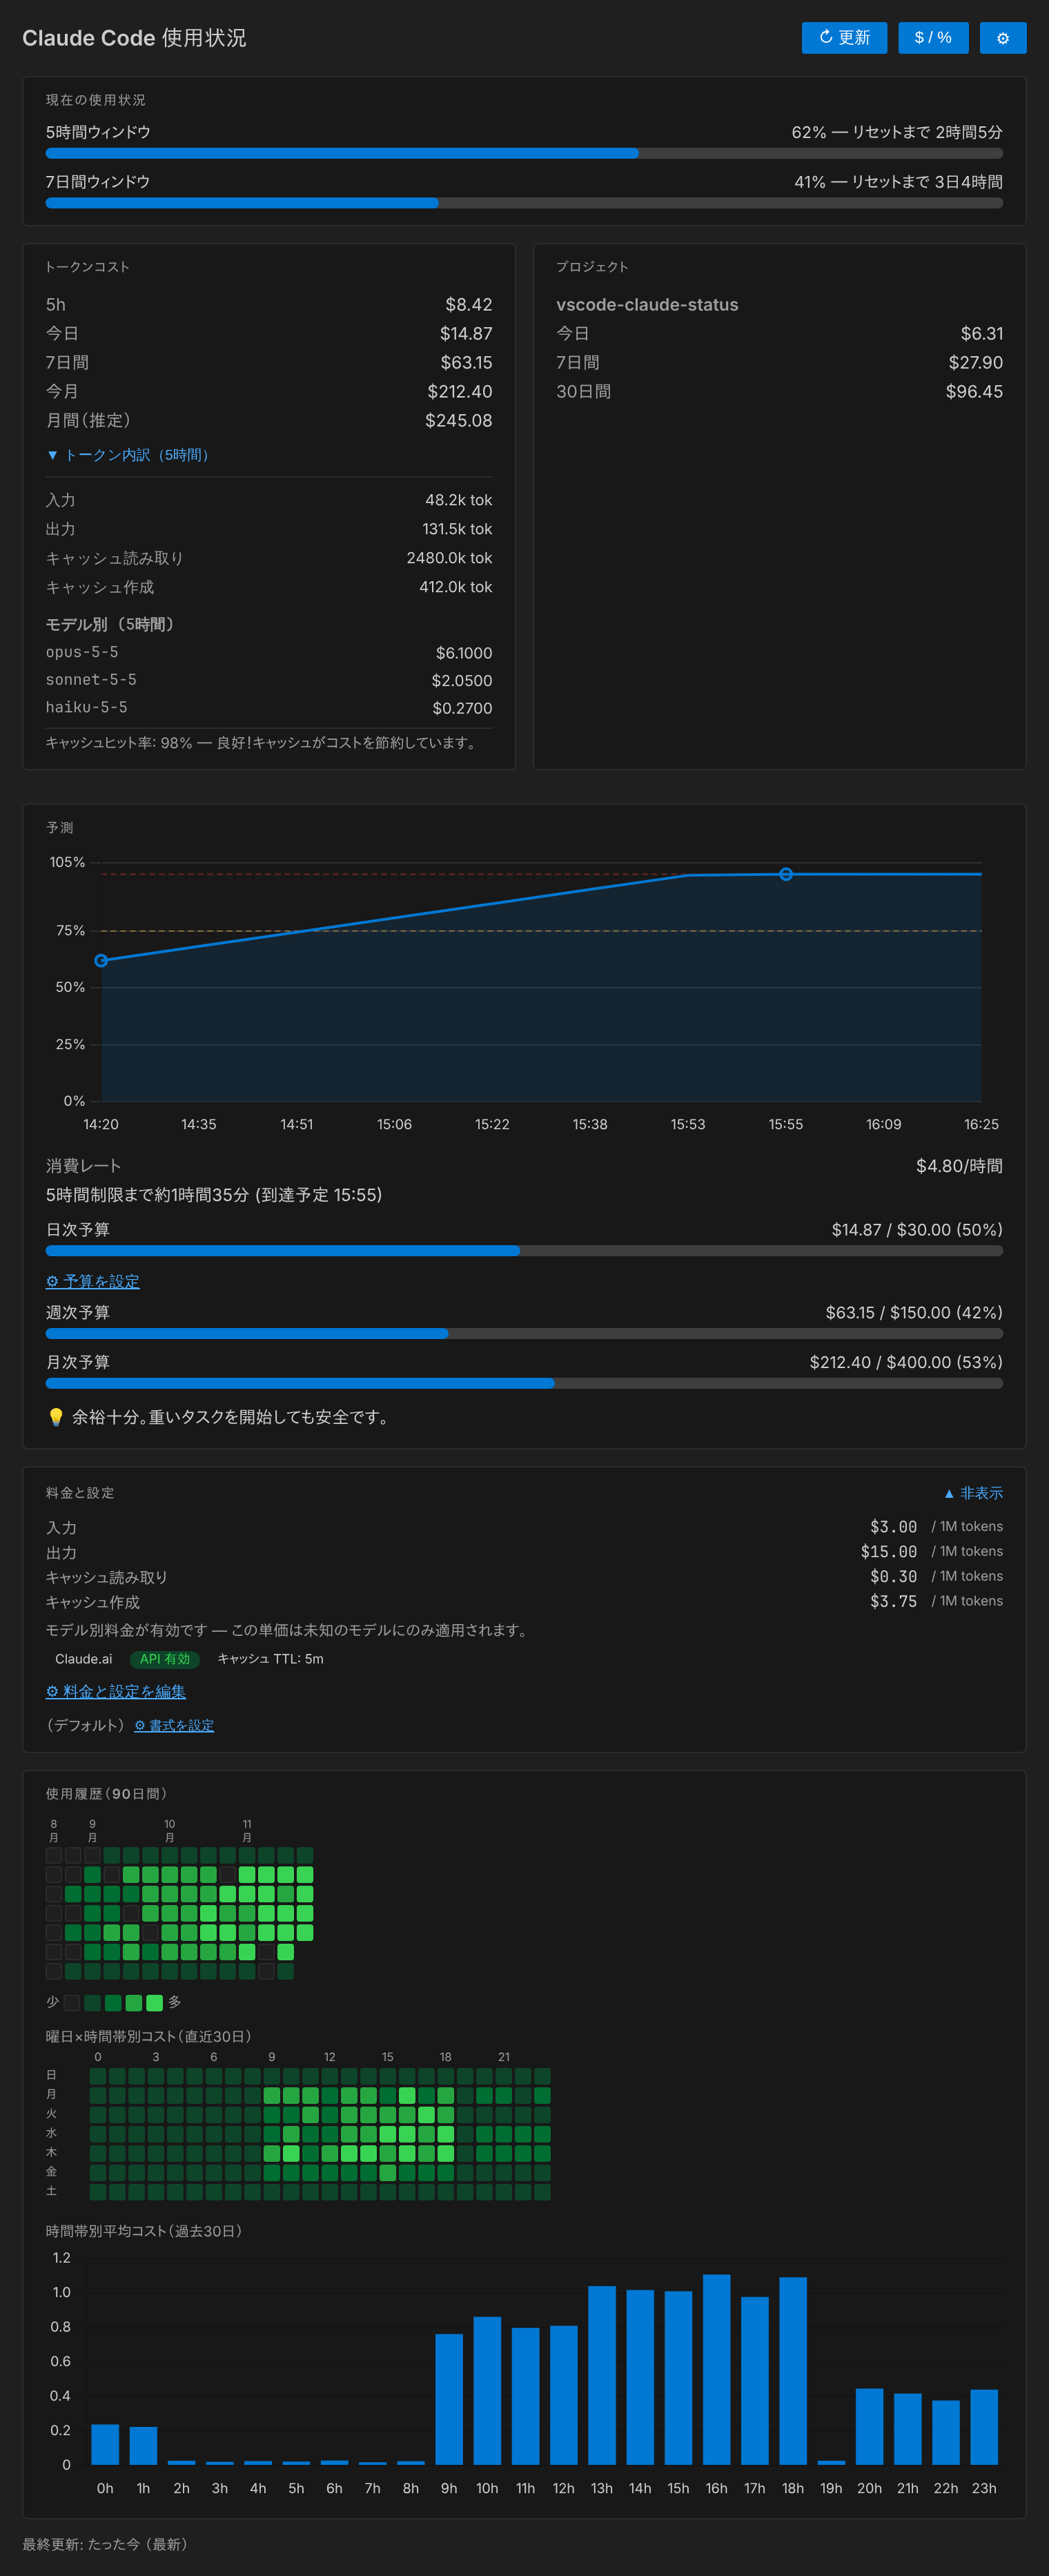 Claude Code 使用状況
↻ 更新
$ / %
⚙
現在の使用状況
5時間ウィンドウ 62% — リセットまで 2時間5分
7日間ウィンドウ 41% — リセットまで 3日4時間
トークンコスト
5h $8.42
今日 $14.87
7日間 $63.15
今月 $212.40
月間（推定） $245.08
▼ トークン内訳（5時間）
入力 48.2k tok
出力 131.5k tok
キャッシュ読み取り 2480.0k tok
キャッシュ作成 412.0k tok
モデル別（5時間）
opus-5-5 $6.1000
sonnet-5-5 $2.0500
haiku-5-5 $0.2700
キャッシュヒット率: 98% — 良好！キャッシュがコストを節約しています。
プロジェクト
vscode-claude-status
今日 $6.31
7日間 $27.90
30日間 $96.45
予測
105%
75%
50%
25%
0%
14:20 14:35 14:51 15:06 15:22 15:38 15:53 15:55 16:09 16:25
消費レート $4.80/時間
5時間制限まで約1時間35分 (到達予定 15:55)
日次予算 $14.87 / $30.00 (50%)
⚙ 予算を設定
週次予算 $63.15 / $150.00 (42%)
月次予算 $212.40 / $400.00 (53%)
💡 余裕十分。重いタスクを開始しても安全です。
料金と設定 ▲ 非表示
入力 $3.00 / 1M tokens
出力 $15.00 / 1M tokens
キャッシュ読み取り $0.30 / 1M tokens
キャッシュ作成 $3.75 / 1M tokens
モデル別料金が有効です — この単価は未知のモデルにのみ適用されます。
Claude.ai API 有効 キャッシュ TTL: 5m
⚙ 料金と設定を編集
（デフォルト） ⚙ 書式を設定
使用履歴（90日間）
8月 9月 10月 11月
少 多
曜日×時間帯別コスト（直近30日）
0 3 6 9 12 15 18 21
日
月
火
水
木
金
土
時間帯別平均コスト（過去30日）
1.2
1.0
0.8
0.6
0.4
0.2
0
0h 1h 2h 3h 4h 5h 6h 7h 8h 9h 10h 11h 12h 13h 14h 15h 16h 17h 18h 19h 20h 21h 22h 23h
最終更新: たった今（最新）